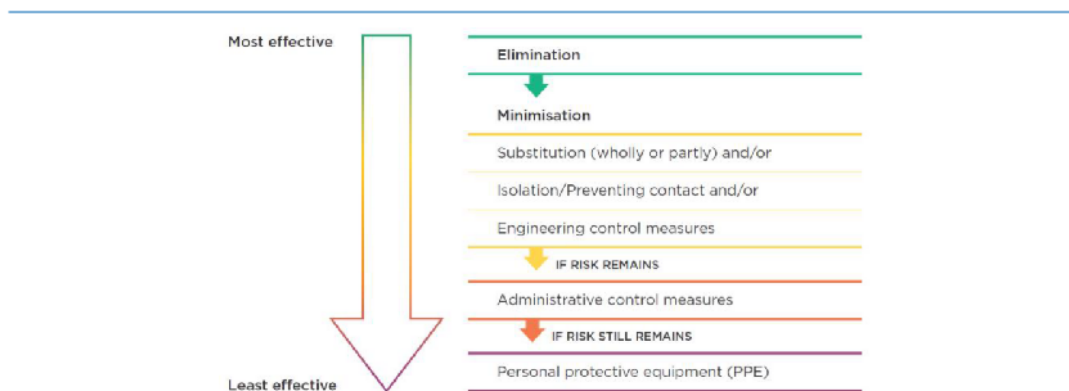 Most effective
Elimination
Minimisation
Substitution (wholly or partly) and/or
Isolation/Preventing contact and/or
Engineering control measures
IF RISK REMAINS
Administrative control measures
IF RISK STILL REMAINS
Personal protective equipment (PPE)
Least effective